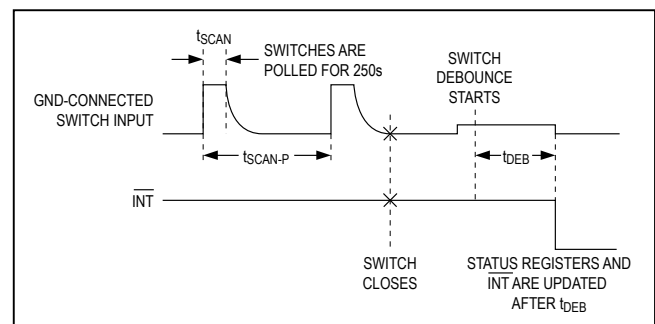 tSCAN
SWITCHES ARE
POLLED FOR 250s
SWITCH
DEBOUNCE
STARTS
GND-CONNECTED
SWITCH INPUT
tSCAN-P
tDEB
INT
SWITCH
CLOSES
STATUS REGISTERS AND
INT ARE UPDATED
AFTER tDEB